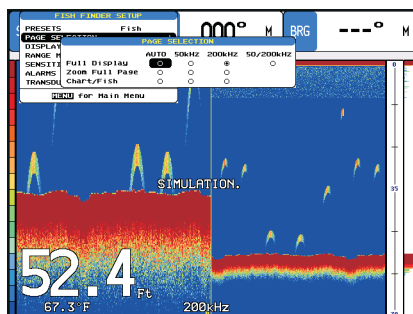 FISH FINDER SETUP
PRESETS Fish
PAGE SELECTION
DISPLAY
RANGE M
SENSITI
ALARMS
TRANSDU
MENU for Main Menu
PAGE SELECTION
AUTO 50kHZ 200kHZ 50/200kHZ
Full Display
Zoom Full Page
Chart/Fish
000° M
BRG
---° M
SIMULATION.
35
52.4 Ft
67.3°F
200kHz